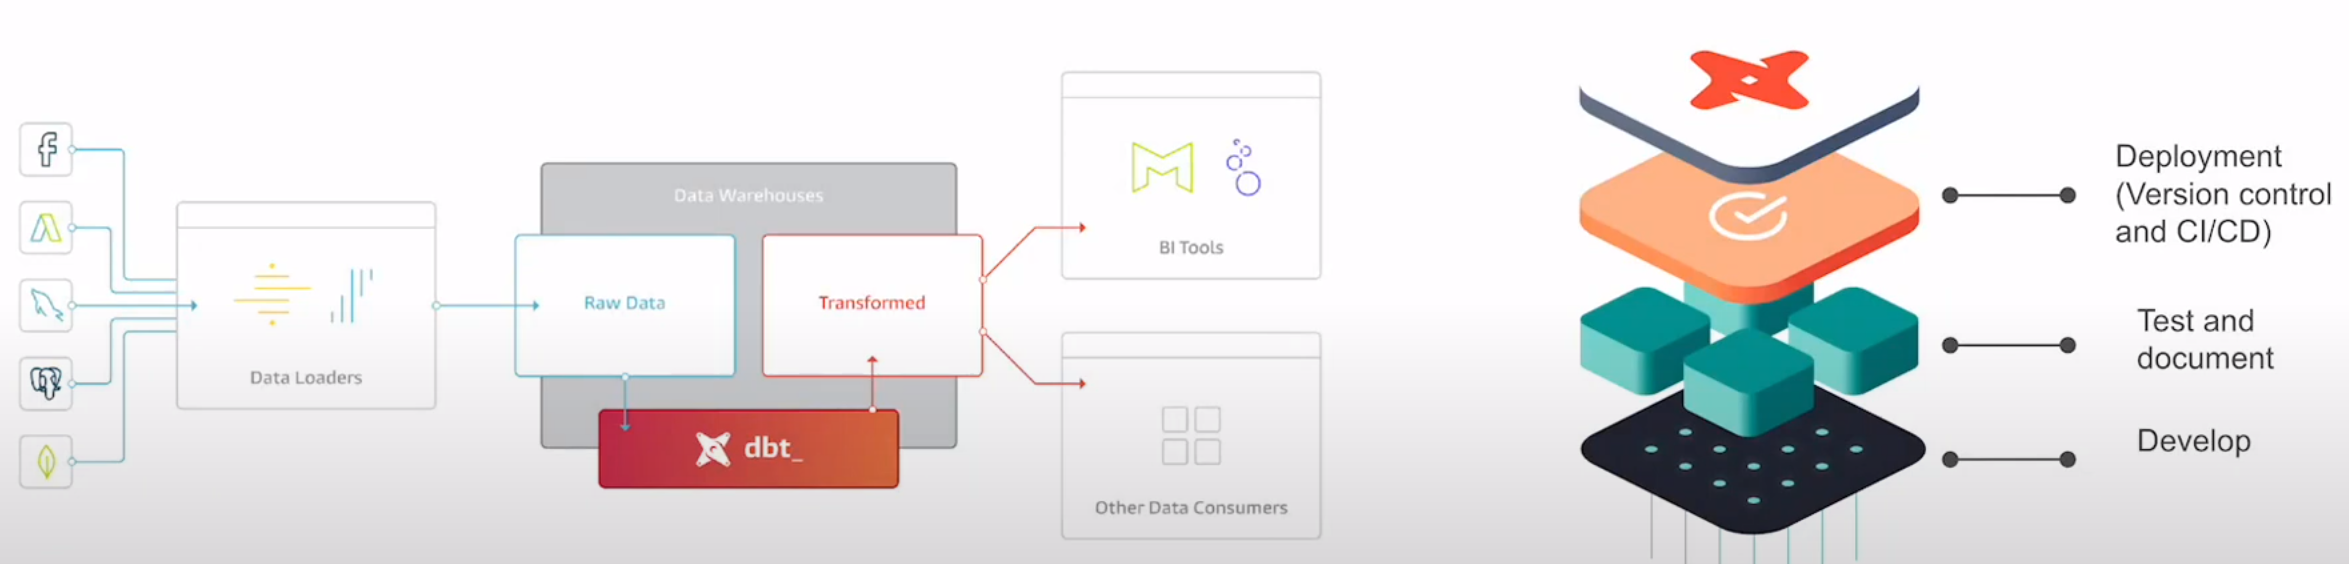 Data Loaders
Data Warehouses
Raw Data
Transformed
dbt_
BI Tools
Other Data Consumers
Deployment
(Version control
and CI/CD)
Test and
document
Develop